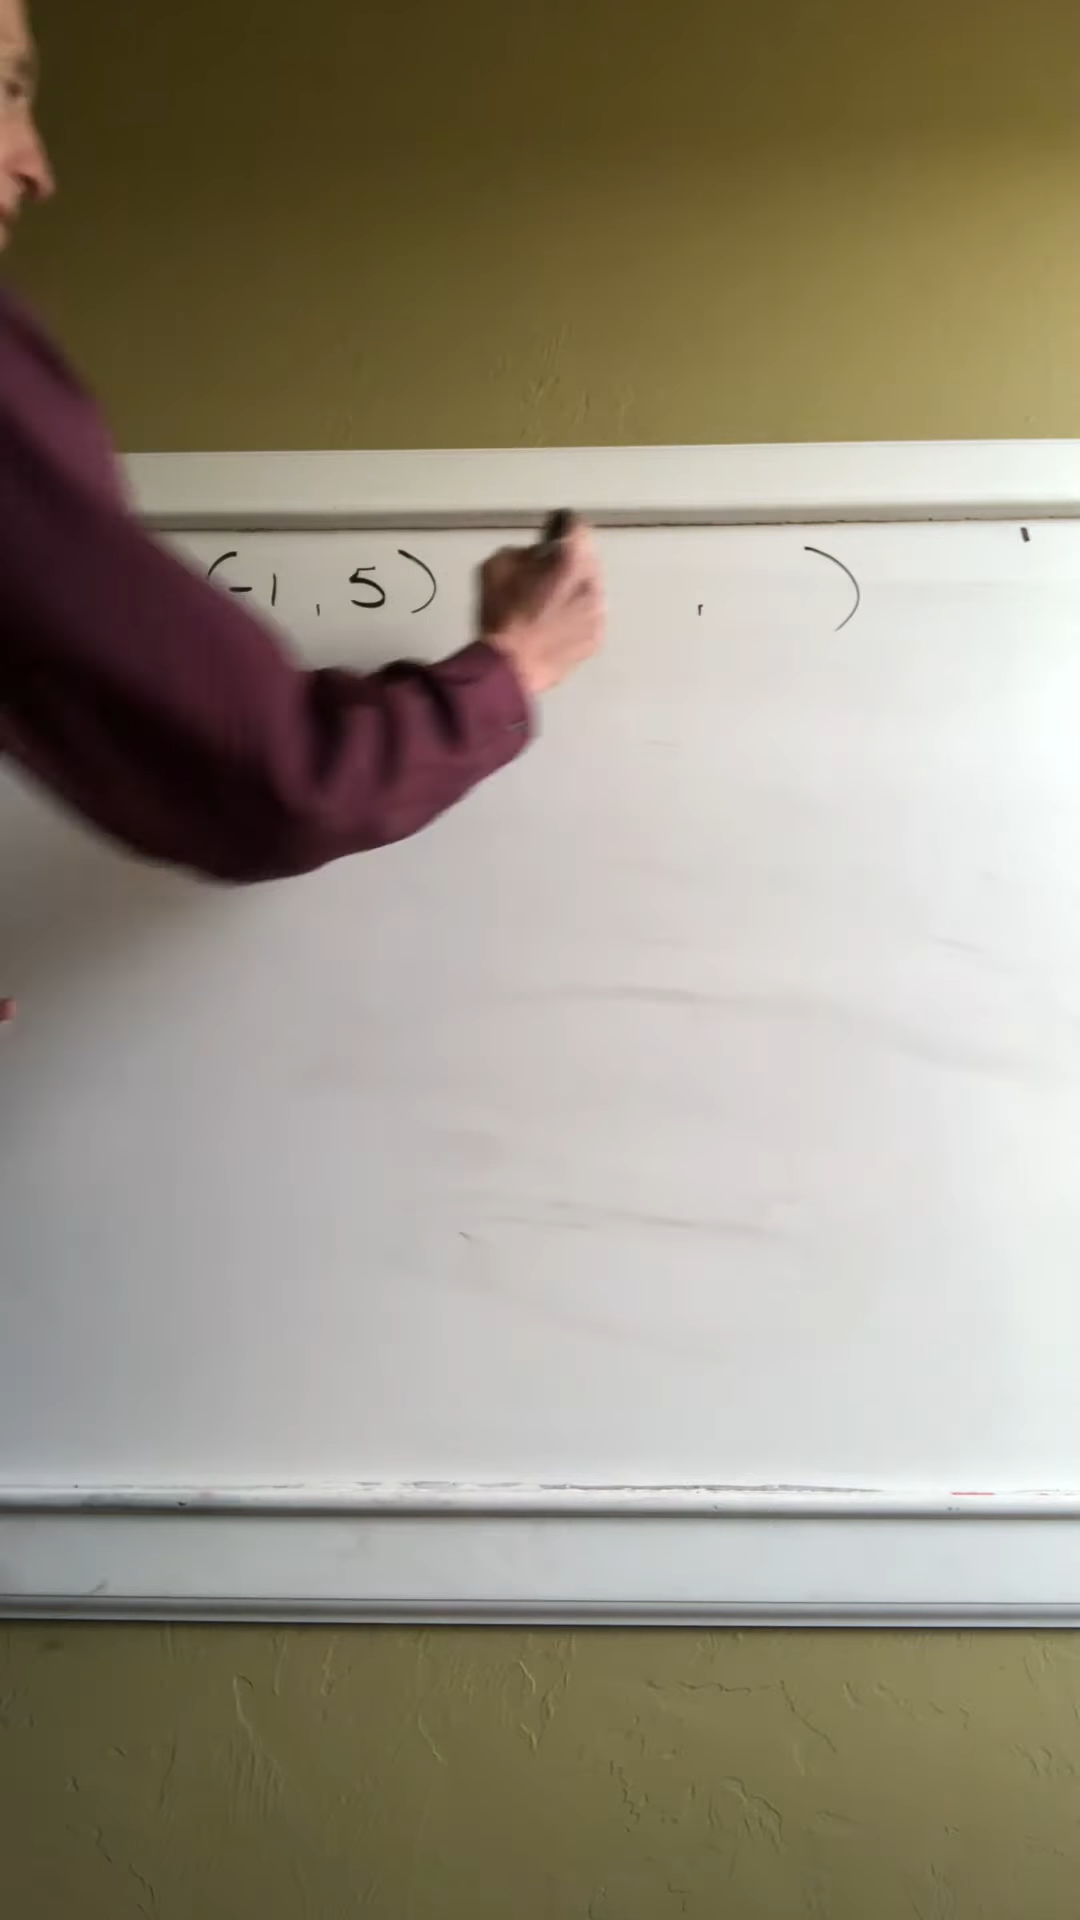 (-1, 5) , )